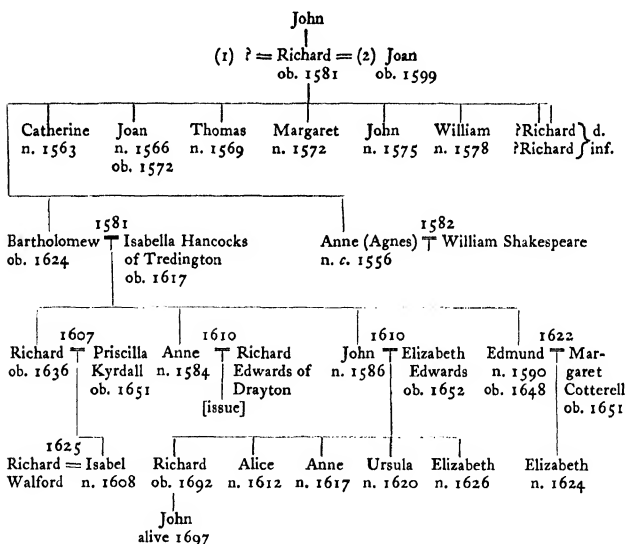 John
(1) ? = Richard = (2) Joan
ob. 1581 ob. 1599
Catherine Joan Thomas Margaret John William ?Richard } d.
n. 1563 n. 1566 n. 1569 n. 1572 n. 1575 n. 1578 ?Richard } inf.
ob. 1572
1581 1582
Bartholomew Isabella Hancocks Anne (Agnes) William Shakespeare
ob. 1624 of Tredington n. c. 1556
ob. 1617
1607 1610 1610 1622
Richard Priscilla Anne Richard John Elizabeth Edmund Mar-
ob. 1636 Kyrdall n. 1584 Edwards of n. 1586 Edwards n. 1590 garet
ob. 1651 Drayton ob. 1652 ob. 1648 Cotterell
[issue] ob. 1651
1625
Richard = Isabel Richard Alice Anne Ursula Elizabeth Elizabeth
Walford n. 1608 ob. 1692 n. 1612 n. 1617 n. 1620 n. 1626 n. 1624
John
alive 1697